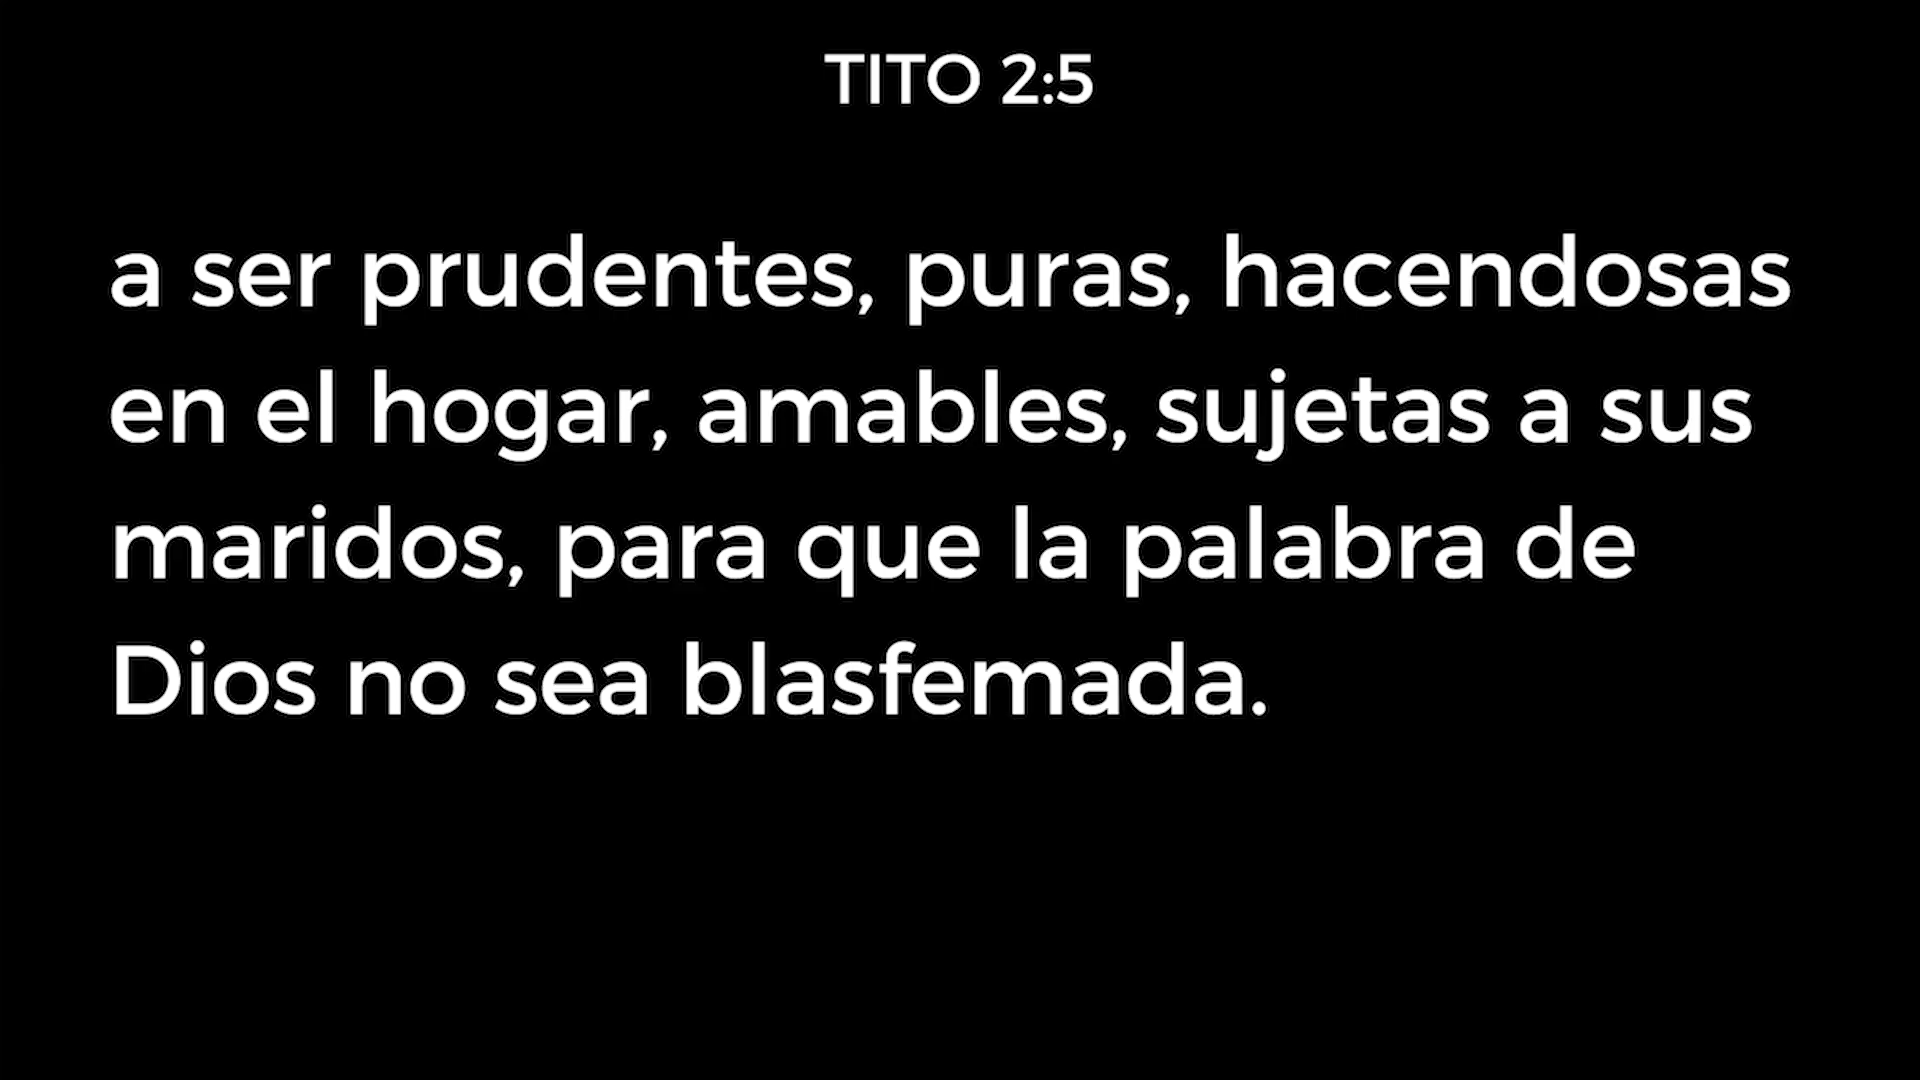 TITO 2:5
a ser prudentes, puras, hacendosas
en el hogar, amables, sujetas a sus
maridos, para que la palabra de
Dios no sea blasfemada.